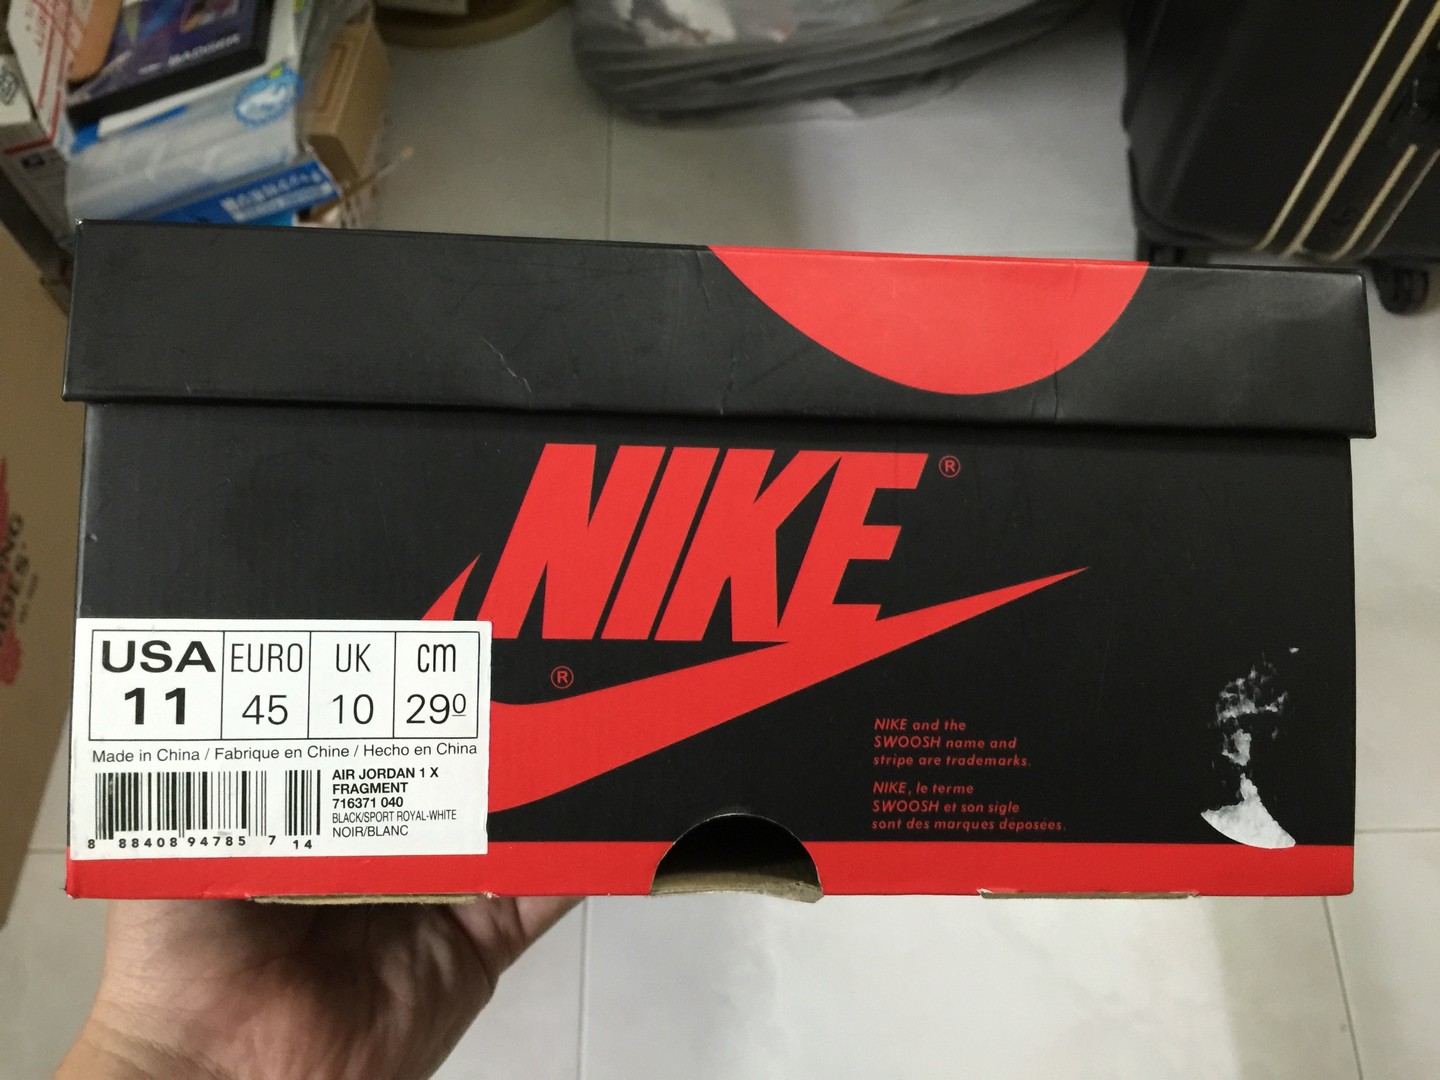 BADGER
NIKE®
®
USA EURO UK cm
11 45 10 290
Made in China / Fabrique en Chine / Hecho en China
AIR JORDAN 1 X
FRAGMENT
716371 040
BLACK/SPORT ROYAL-WHITE
NOIR/BLANC
8 88408 94785 7 14
NIKE and the
SWOOSH name and
stripe are trademarks.
NIKE, le terme
SWOOSH et son sigle
sont des marques déposées.